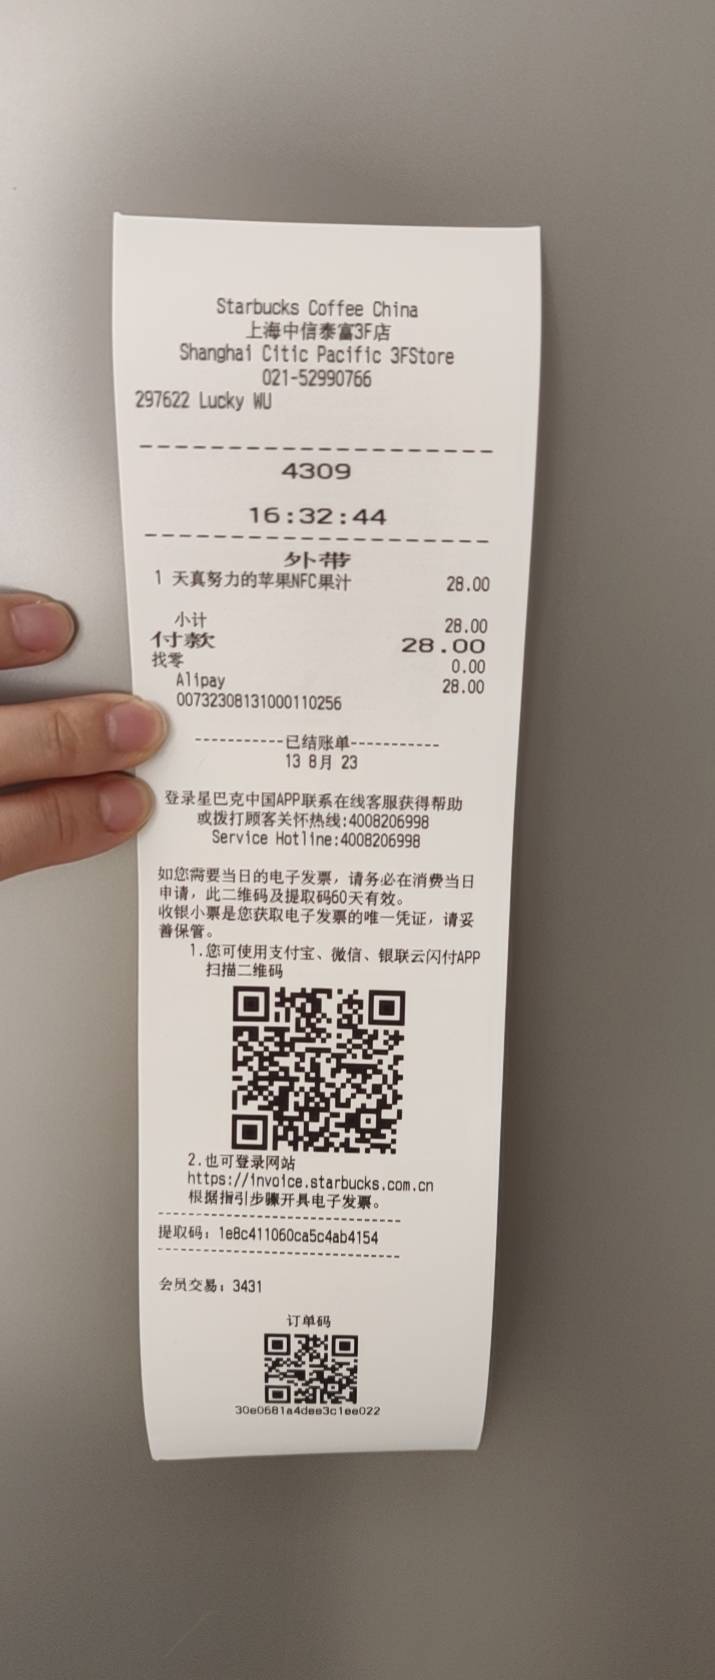 Starbucks Coffee China
上海中信泰富3F店
Shanghai Citic Pacific 3FStore
021-52990766
297622 Lucky WU
4309
16:32:44
外带
1 天真努力的苹果NFC果汁 28.00
小计 28.00
付款 28.00
找零 0.00
Alipay 28.00
00732308131000110256
-----------已结账单-----------
13 8月 23
登录星巴克中国APP联系在线客服获得帮助
或拨打顾客关怀热线:4008206998
Service Hotline:4008206998
如您需要当日的电子发票，请务必在消费当日
申请，此二维码及提取码60天有效。
收银小票是您获取电子发票的唯一凭证，请妥
善保管。
1.您可使用支付宝、微信、银联云闪付APP
扫描二维码
2.也可登录网站
https://invoice.starbucks.com.cn
根据指引步骤开具电子发票。
提取码：1e8c411060ca5c4ab4154
会员交易：3431
订单码
30e0681a4dee3c1ee022